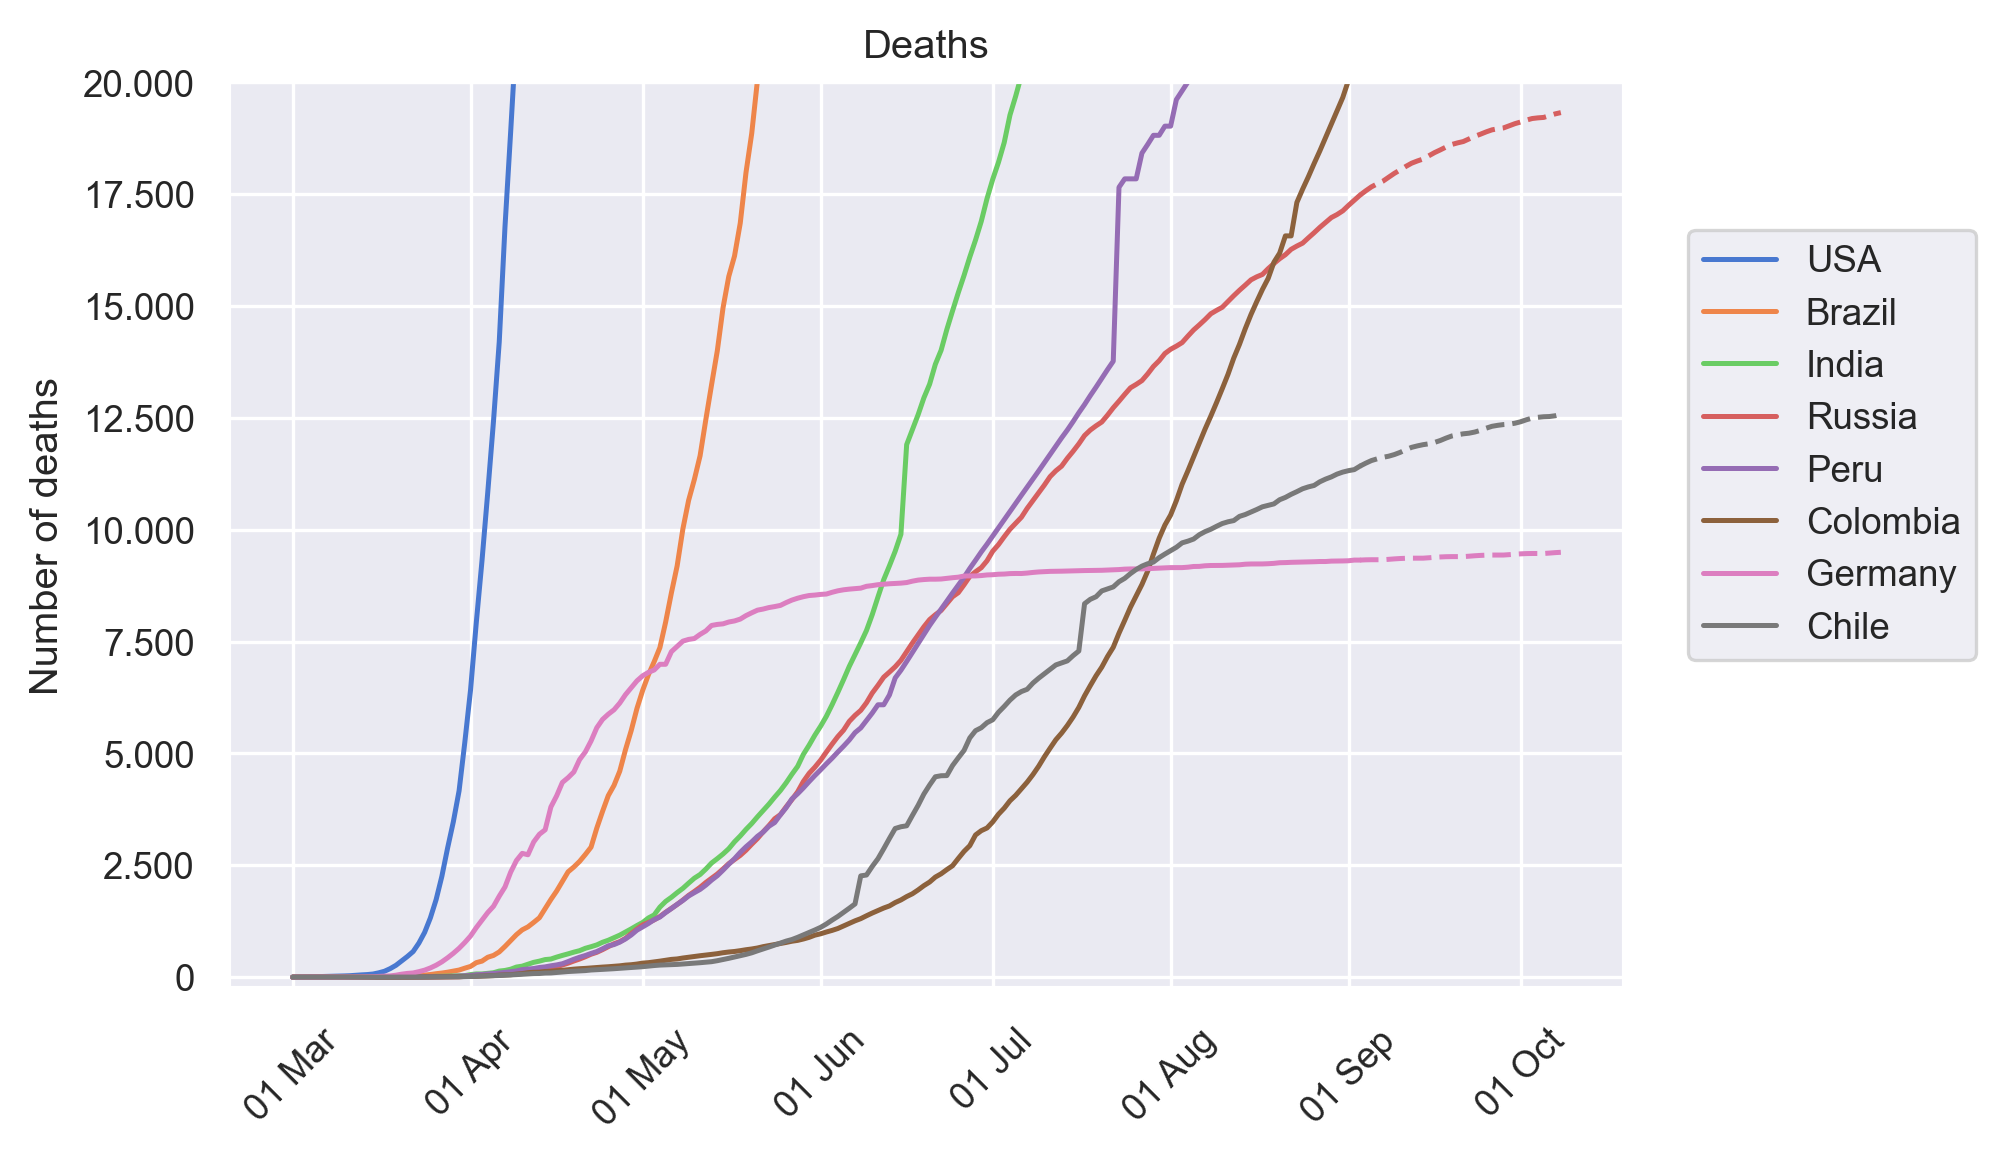 Deaths
20.000
17.500
15.000
12.500
10.000
7.500
5.000
2.500
0
Number of deaths
01 Mar
01 Apr
01 May
01 Jun
01 Jul
01 Aug
01 Sep
01 Oct
USA
Brazil
India
Russia
Peru
Colombia
Germany
Chile